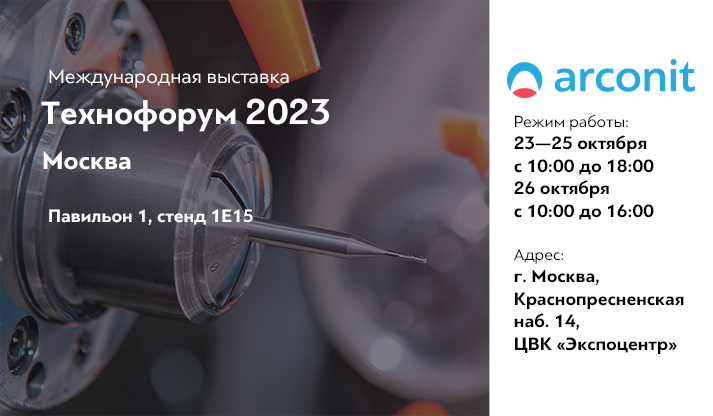 Международная выставка
Технофорум 2023
Москва
Павильон 1, стенд 1Е15
arconit
Режим работы:
23—25 октября
с 10:00 до 18:00
26 октября
с 10:00 до 16:00
Адрес:
г. Москва,
Краснопресненская
наб. 14,
ЦВК «Экспоцентр»